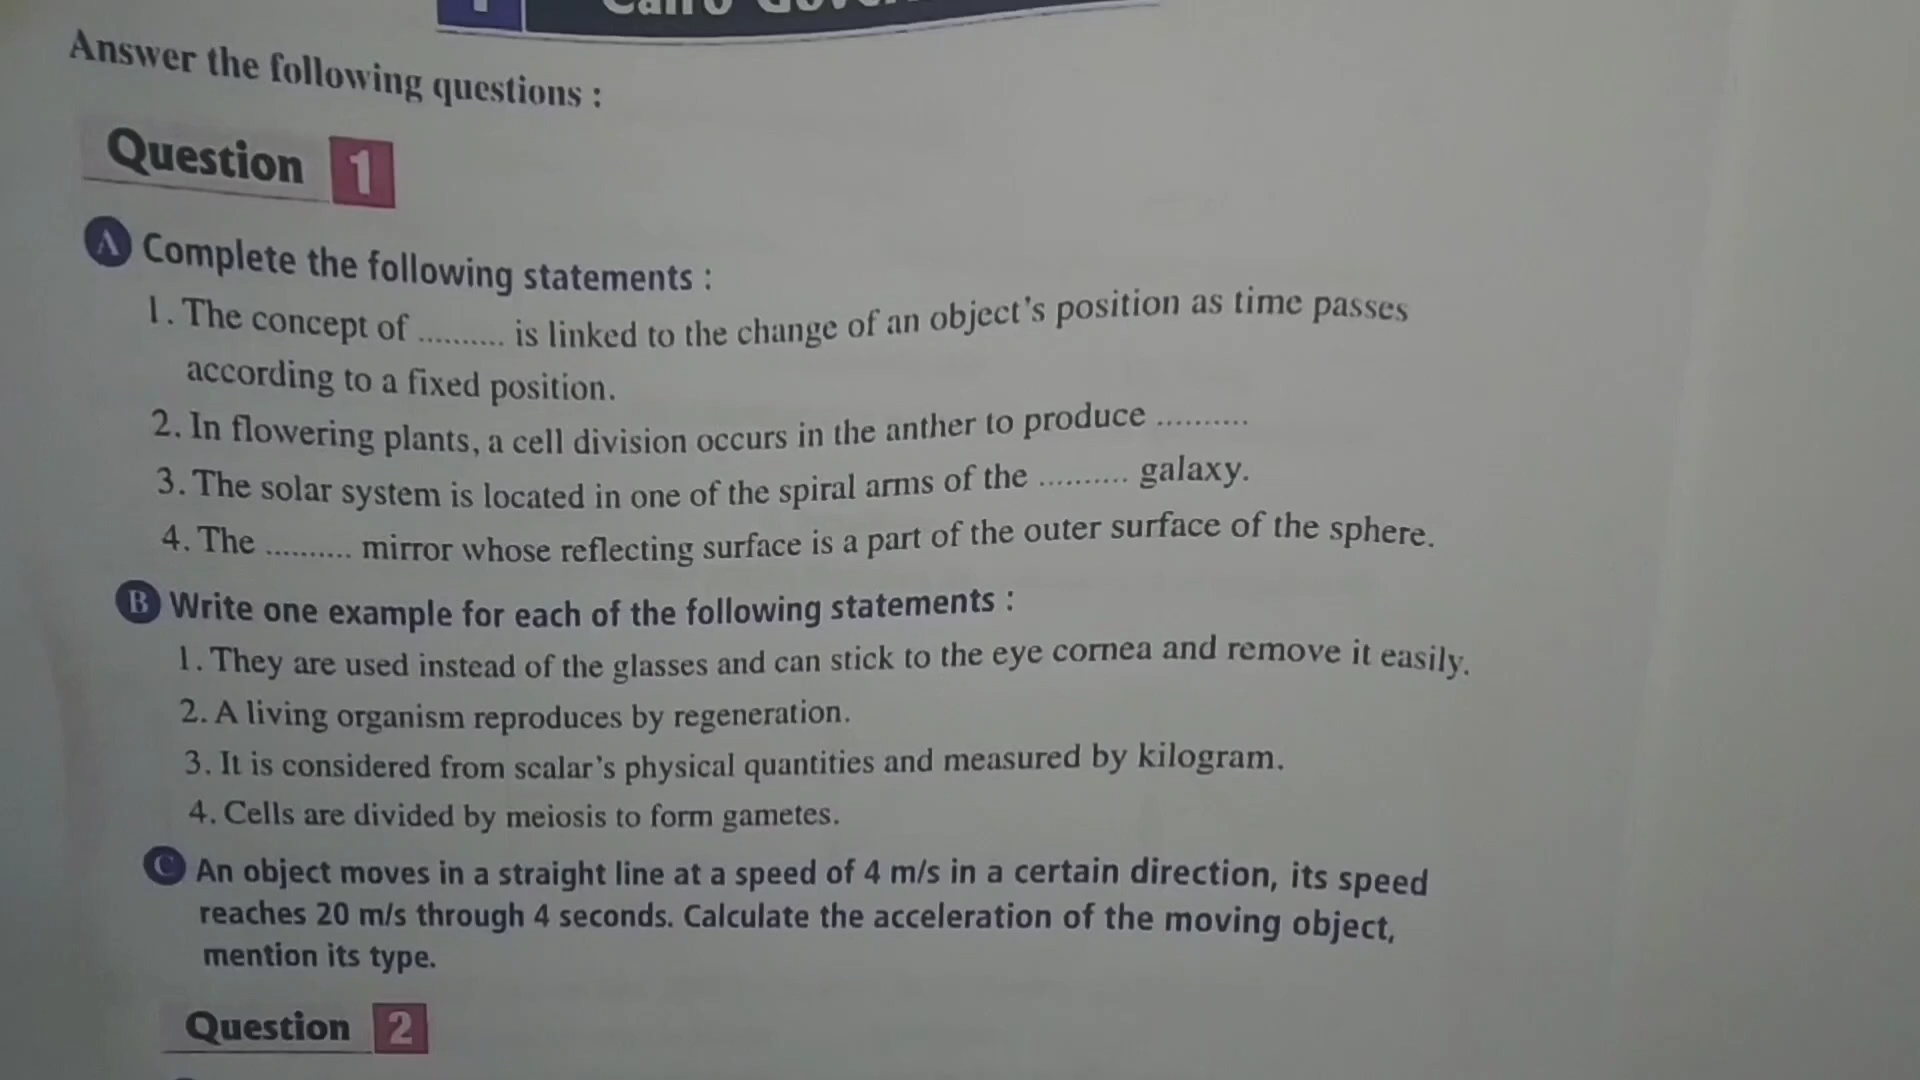 Answer the following questions :
Question 1
A Complete the following statements :
1. The concept of .......... is linked to the change of an object's position as time passes
according to a fixed position.
2. In flowering plants, a cell division occurs in the anther to produce ..........
3. The solar system is located in one of the spiral arms of the .......... galaxy.
4. The .......... mirror whose reflecting surface is a part of the outer surface of the sphere.
B Write one example for each of the following statements :
1. They are used instead of the glasses and can stick to the eye cornea and remove it easily.
2. A living organism reproduces by regeneration.
3. It is considered from scalar's physical quantities and measured by kilogram.
4. Cells are divided by meiosis to form gametes.
C An object moves in a straight line at a speed of 4 m/s in a certain direction, its speed
reaches 20 m/s through 4 seconds. Calculate the acceleration of the moving object,
mention its type.
Question 2